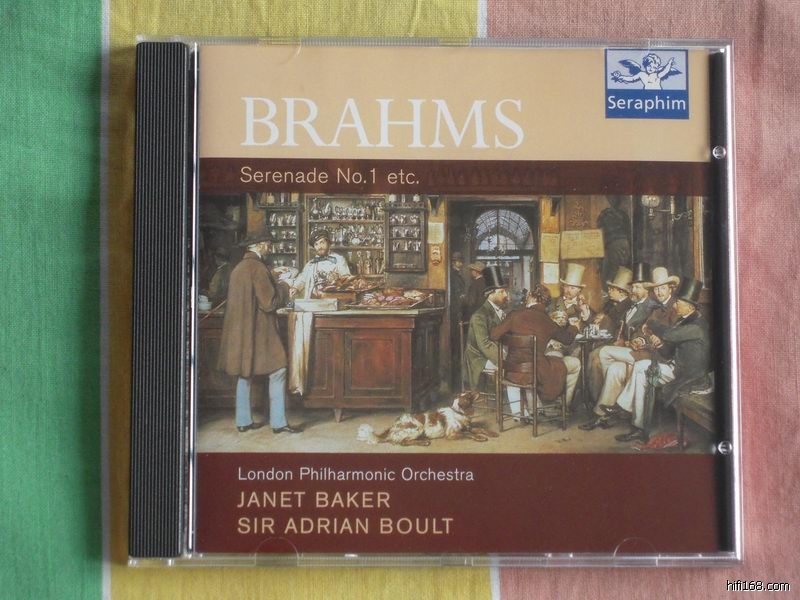 Seraphim
BRAHMS
Serenade No.1 etc.
London Philharmonic Orchestra
JANET BAKER
SIR ADRIAN BOULT
hifi168.com